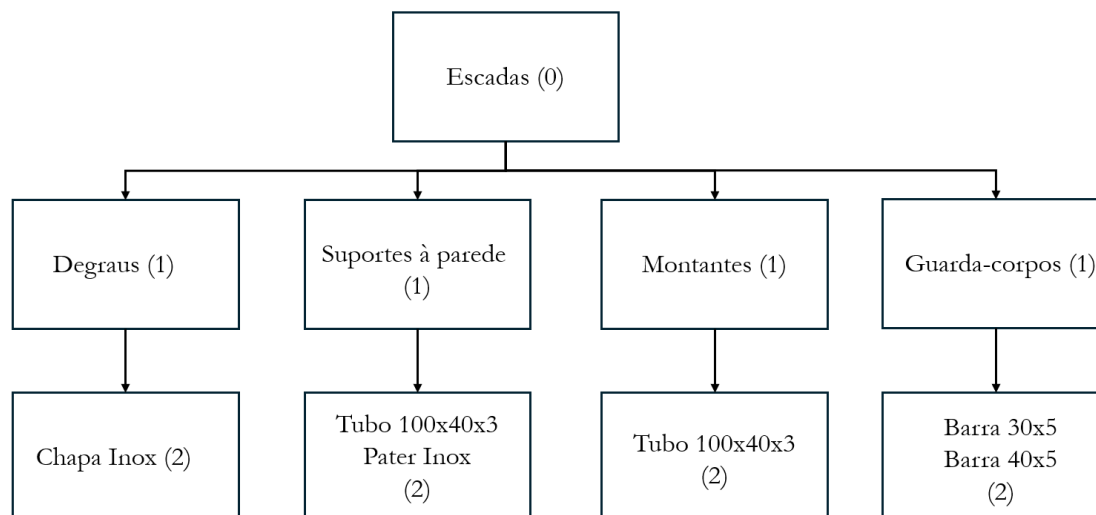 Escadas (0)
Degraus (1)
Suportes à parede
(1)
Montantes (1)
Guarda-corpos (1)
Chapa Inox (2)
Tubo 100x40x3
Pater Inox
(2)
Tubo 100x40x3
(2)
Barra 30x5
Barra 40x5
(2)